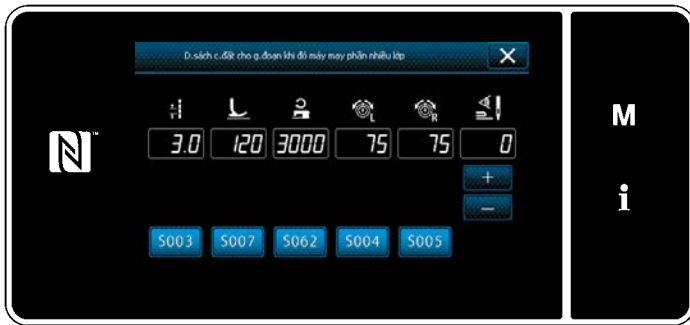 D.sách c.đặt cho g.đoạn khi đó máy may phần nhiều lớp
L R
3.0 120 3000 75 75 0
+
−
S003 S007 S062 S004 S005
M
i